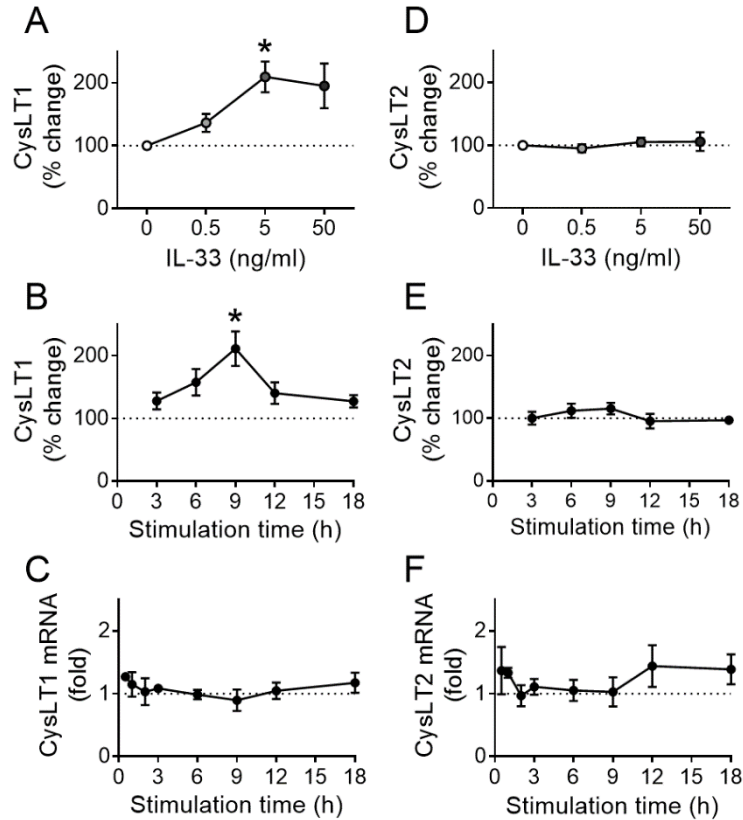 A
CysLT1
(% change)
200
100
0
*
0 0.5 5 50
IL-33 (ng/ml)
D
CysLT2
(% change)
200
100
0
0 0.5 5 50
IL-33 (ng/ml)
B
CysLT1
(% change)
200
100
0
*
0 3 6 9 12 15 18
Stimulation time (h)
E
CysLT2
(% change)
200
100
0
0 3 6 9 12 15 18
Stimulation time (h)
C
CysLT1 mRNA
(fold)
2
1
0
0 3 6 9 12 15 18
Stimulation time (h)
F
CysLT2 mRNA
(fold)
2
1
0
0 3 6 9 12 15 18
Stimulation time (h)